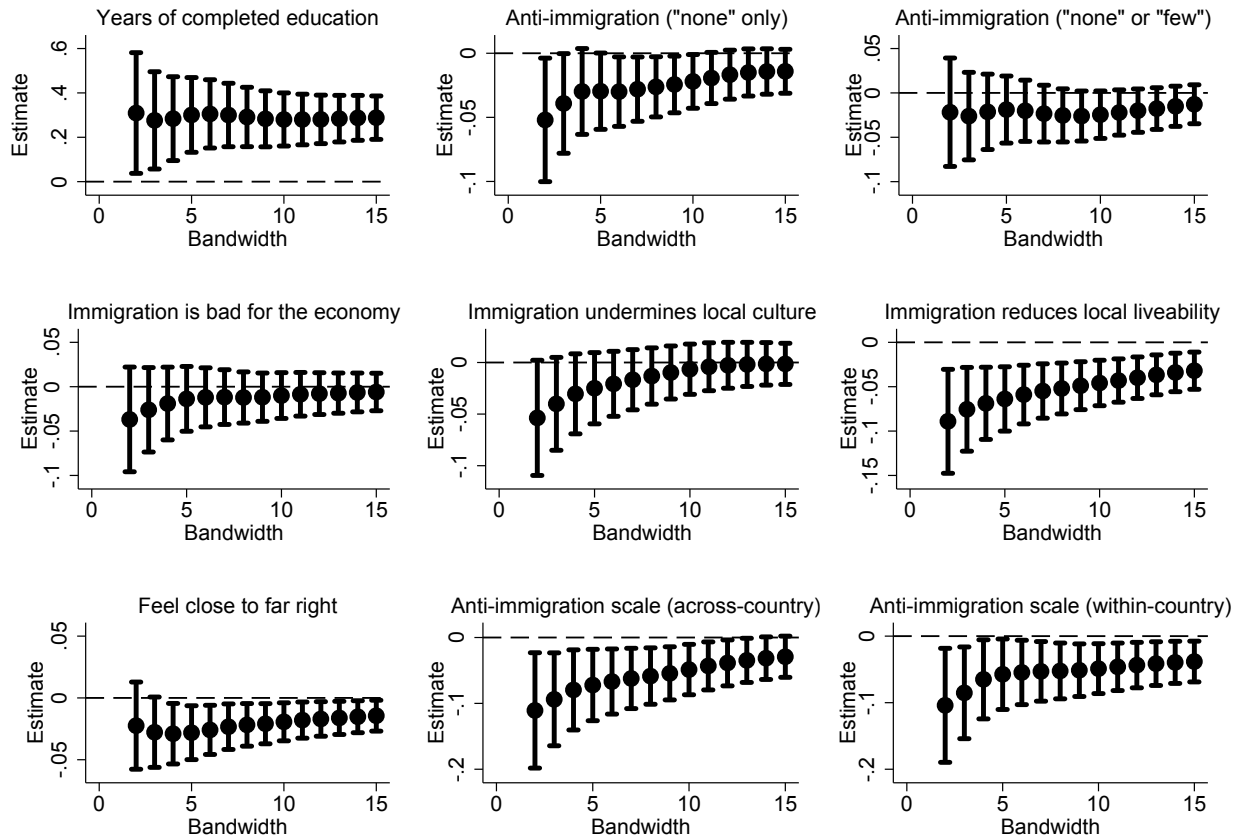 Years of completed education
Estimate
0 .2 .4 .6
0 5 10 15
Bandwidth
Anti-immigration ("none" only)
Estimate
-.1 -.05 0
0 5 10 15
Bandwidth
Anti-immigration ("none" or "few")
Estimate
-.1 -.05 0 .05
0 5 10 15
Bandwidth
Immigration is bad for the economy
Estimate
-.1 -.05 0 .05
0 5 10 15
Bandwidth
Immigration undermines local culture
Estimate
-.1 -.05 0
0 5 10 15
Bandwidth
Immigration reduces local liveability
Estimate
-.15 -.1 -.05 0
0 5 10 15
Bandwidth
Feel close to far right
Estimate
-.05 0 .05
0 5 10 15
Bandwidth
Anti-immigration scale (across-country)
Estimate
-.2 -.1 0
0 5 10 15
Bandwidth
Anti-immigration scale (within-country)
Estimate
-.2 -.1 0
0 5 10 15
Bandwidth